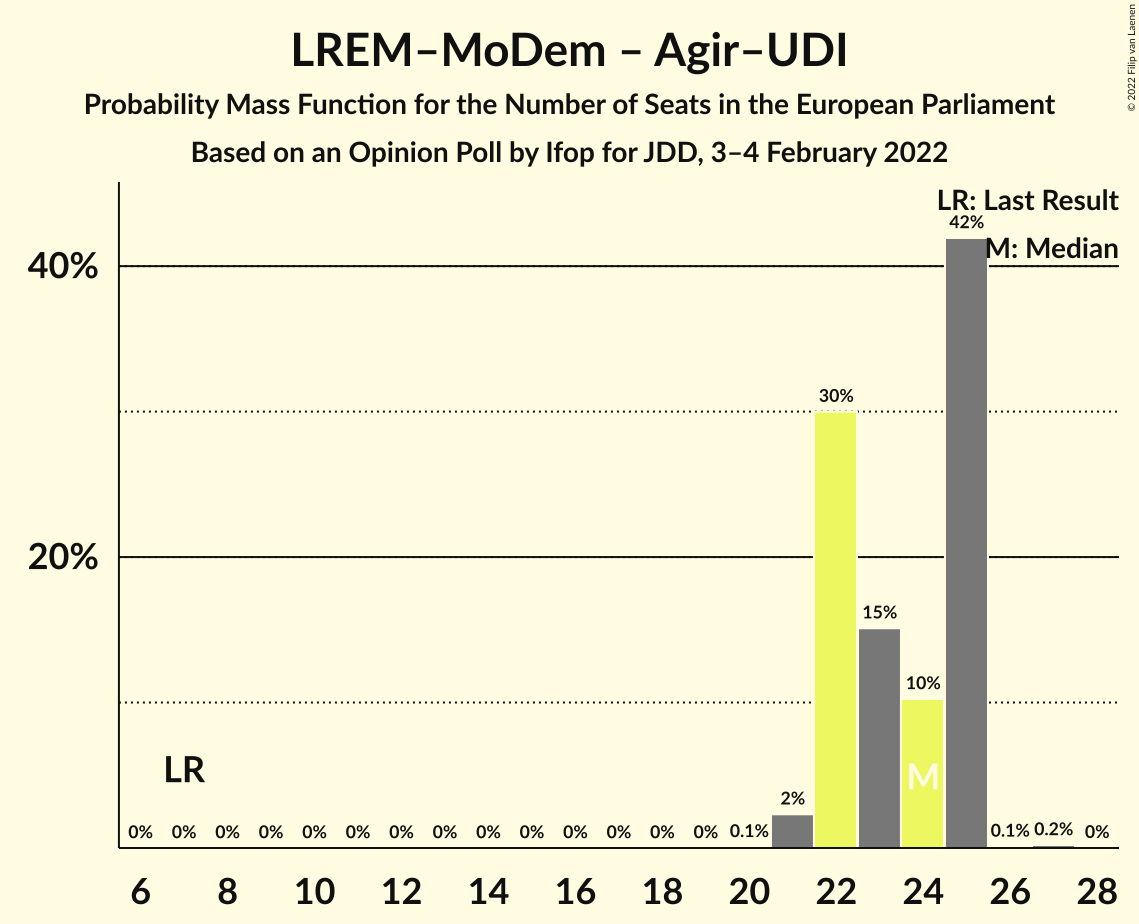 LREM–MoDem – Agir–UDI
Probability Mass Function for the Number of Seats in the European Parliament
Based on an Opinion Poll by Ifop for JDD, 3–4 February 2022
© 2022 Filip van Laenen
LR: Last Result
M: Median
42%
40%
30%
20%
15%
10%
LR
M
0% 0% 0% 0% 0% 0% 0% 0% 0% 0% 0% 0% 0% 0% 0.1% 2% 0.1% 0.2% 0%
6 8 10 12 14 16 18 20 22 24 26 28